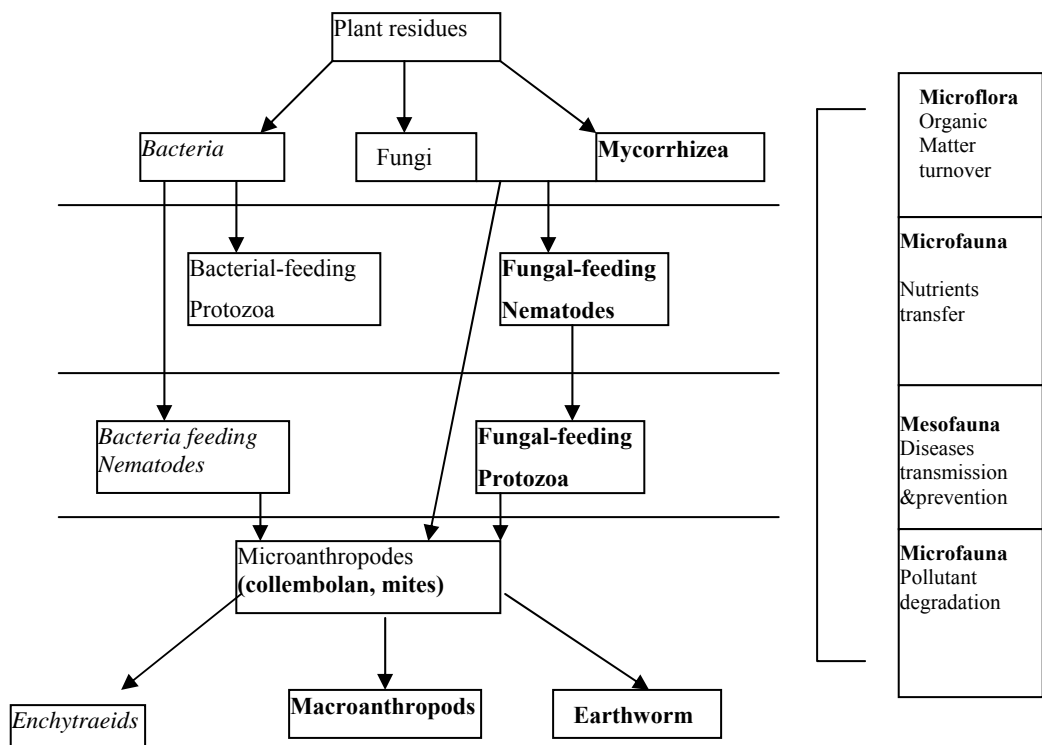 Plant residues
Bacteria
Fungi
Mycorrhizea
Bacterial-feeding
Protozoa
Fungal-feeding
Nematodes
Bacteria feeding
Nematodes
Fungal-feeding
Protozoa
Microanthropodes
(collembolan, mites)
Enchytraeids
Macroanthropods
Earthworm
Microflora
Organic
Matter
turnover
Microfauna
Nutrients
transfer
Mesofauna
Diseases
transmission
&prevention
Microfauna
Pollutant
degradation